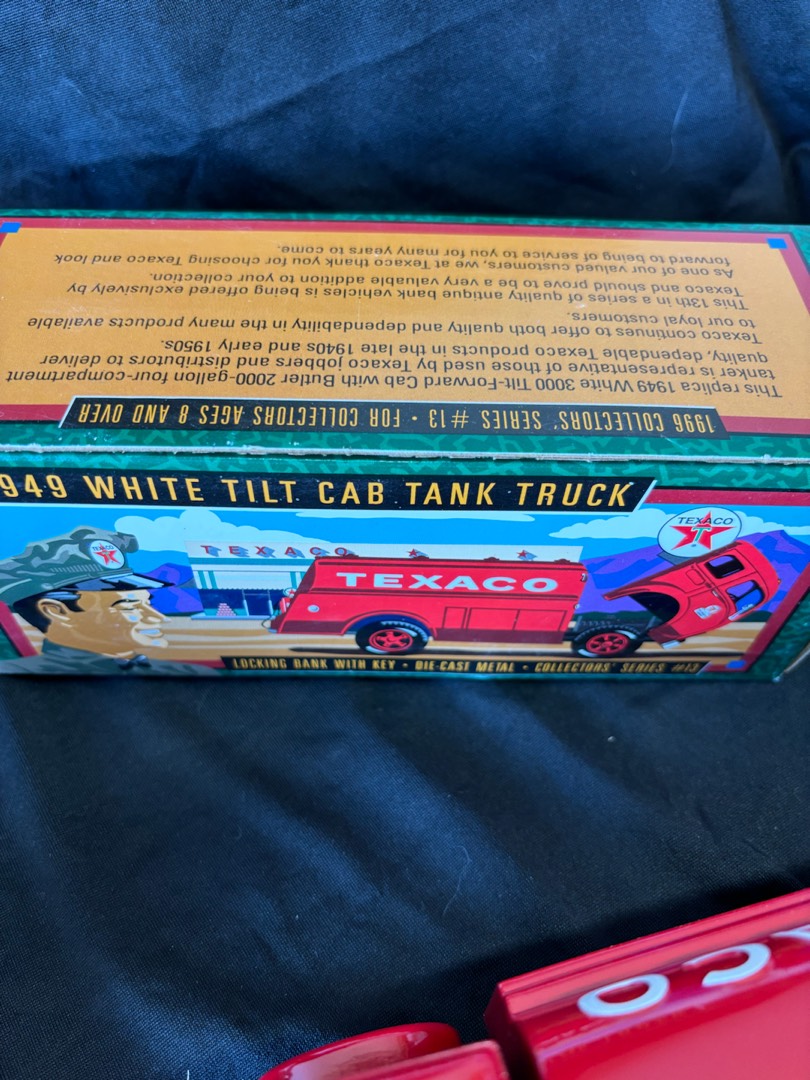 1996 COLLECTORS' SERIES #13 • FOR COLLECTORS AGES 8 AND OVER
This replica 1949 White 3000 Tilt-Forward Cab with Butler 2000-gallon four-compartment
tanker is representative of those used by Texaco jobbers and distributors to deliver
quality, dependable Texaco products in the late 1940s and early 1950s.
Texaco continues to offer both quality and dependability in the many products available
to our loyal customers.
This 13th in a series of quality antique bank vehicles is being offered exclusively by
Texaco and should prove to be a very valuable addition to your collection.
As one of our valued customers, we at Texaco thank you for choosing Texaco and look
forward to being of service to you for many years to come.
949 WHITE TILT CAB TANK TRUCK
TEXACO
T
TEXACO
TEXACO
T
LOCKING BANK WITH KEY • DIE-CAST METAL • COLLECTORS' SERIES #13
CO